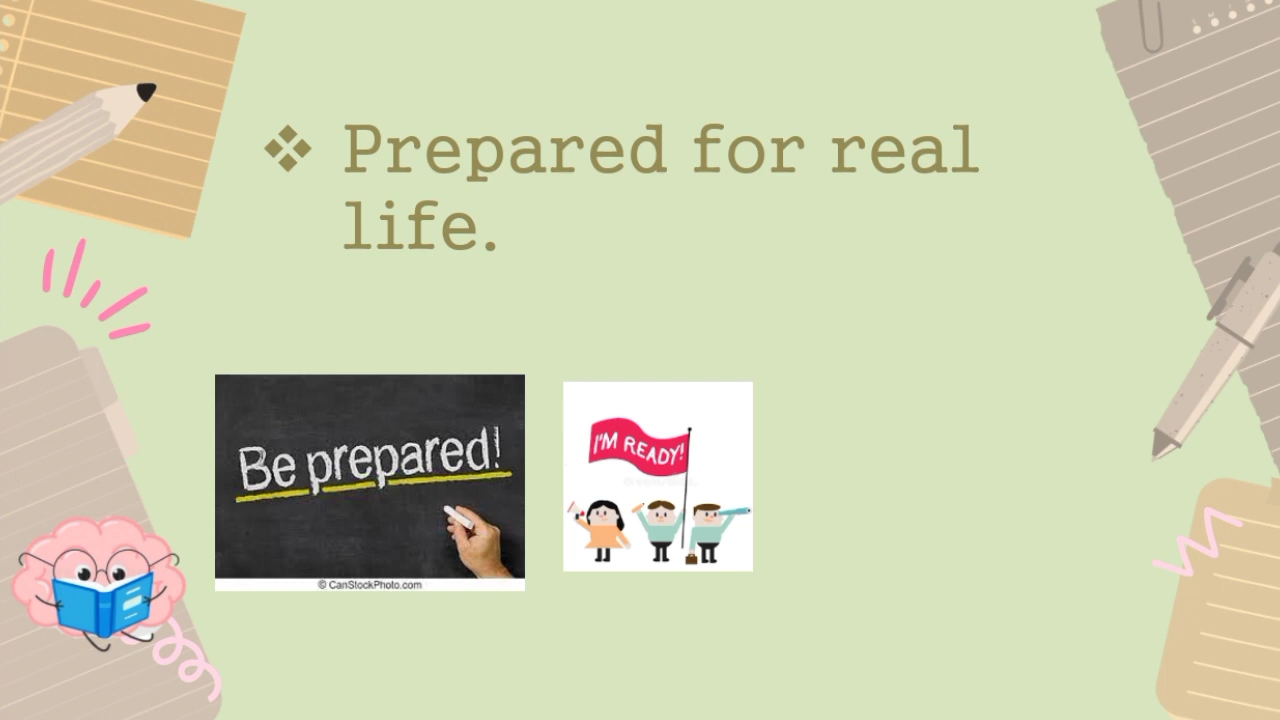 ❖ Prepared for real
life.
Be prepared!
I'M READY!
© CanStockPhoto.com